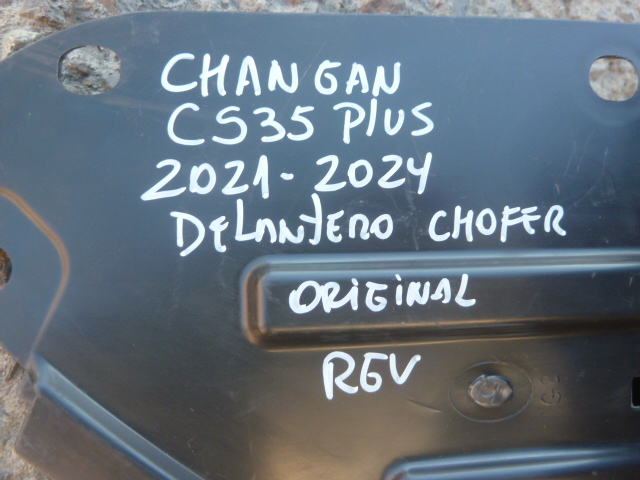 CHANGAN
CS35 PLUS
2021-2024
DELANTERO CHOFER
ORIGINAL
REV